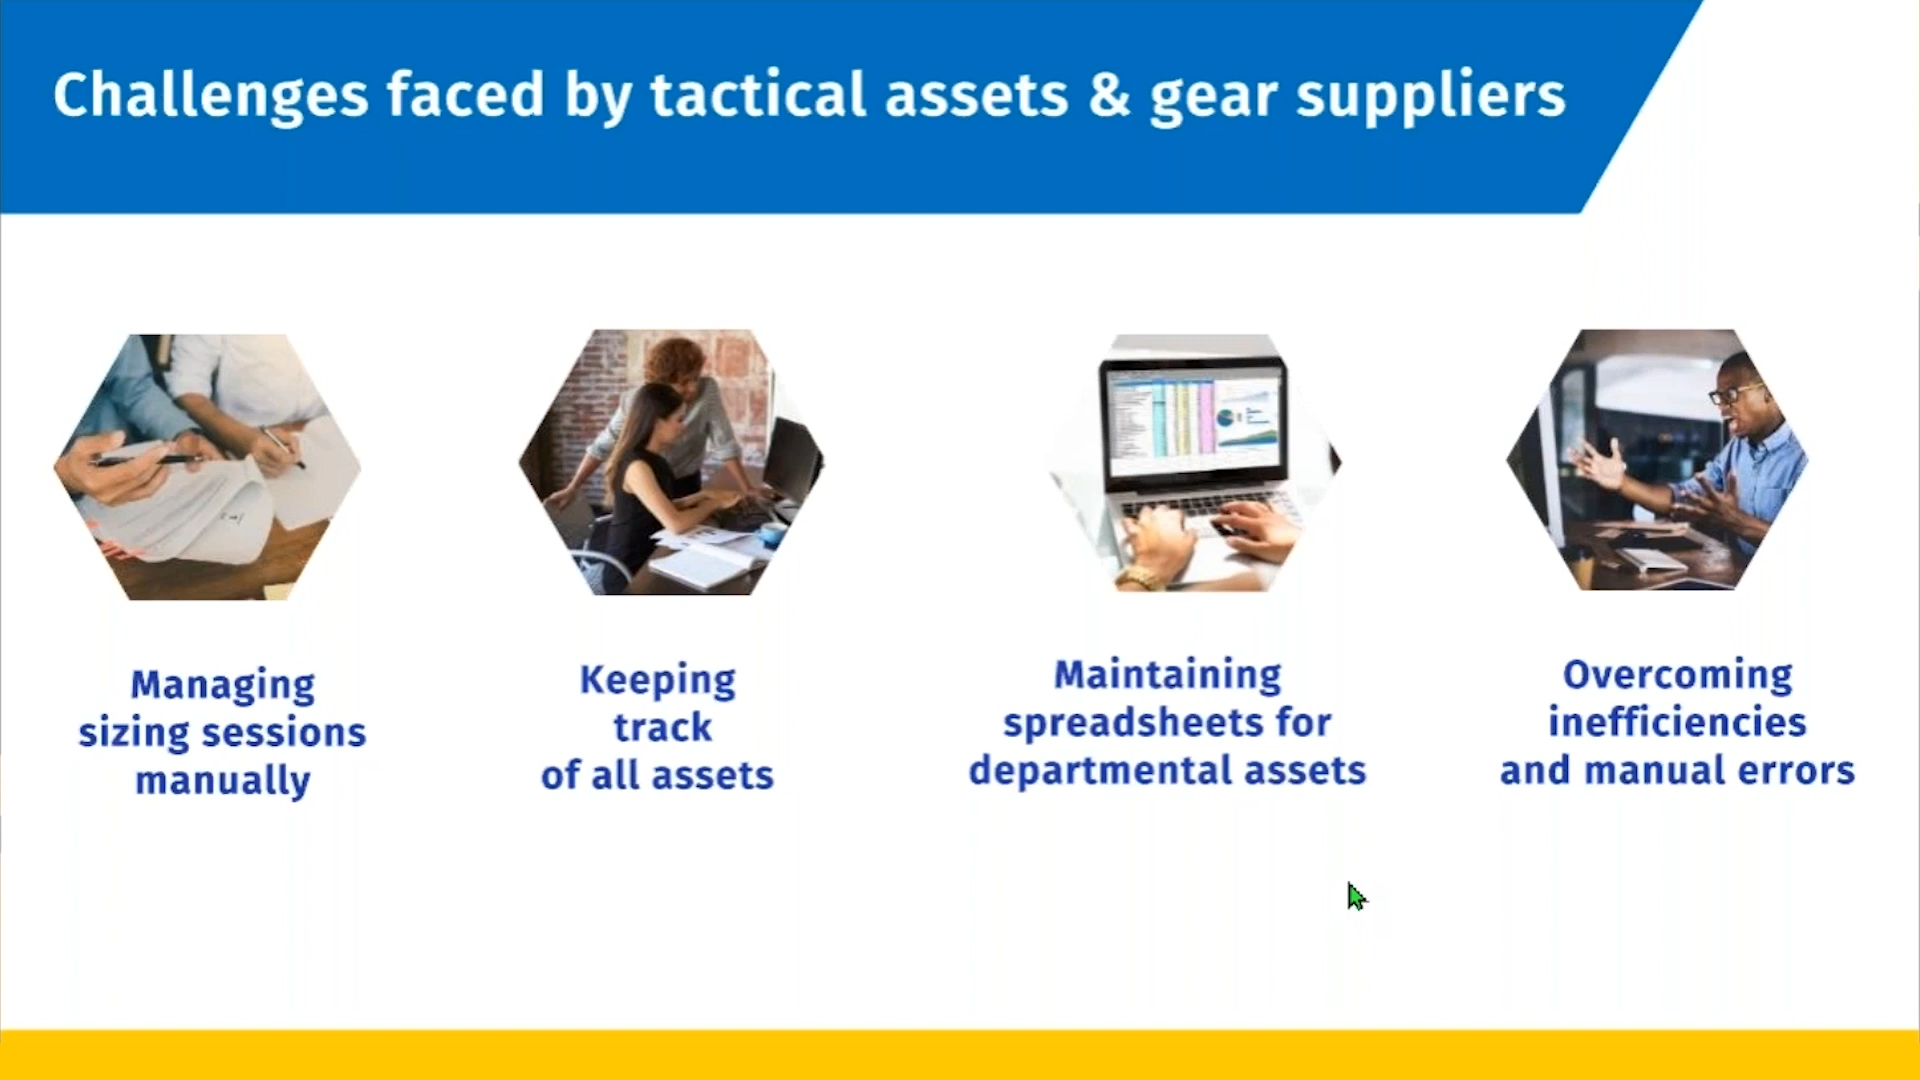 Challenges faced by tactical assets & gear suppliers
Managing
sizing sessions
manually
Keeping
track
of all assets
Maintaining
spreadsheets for
departmental assets
Overcoming
inefficiencies
and manual errors